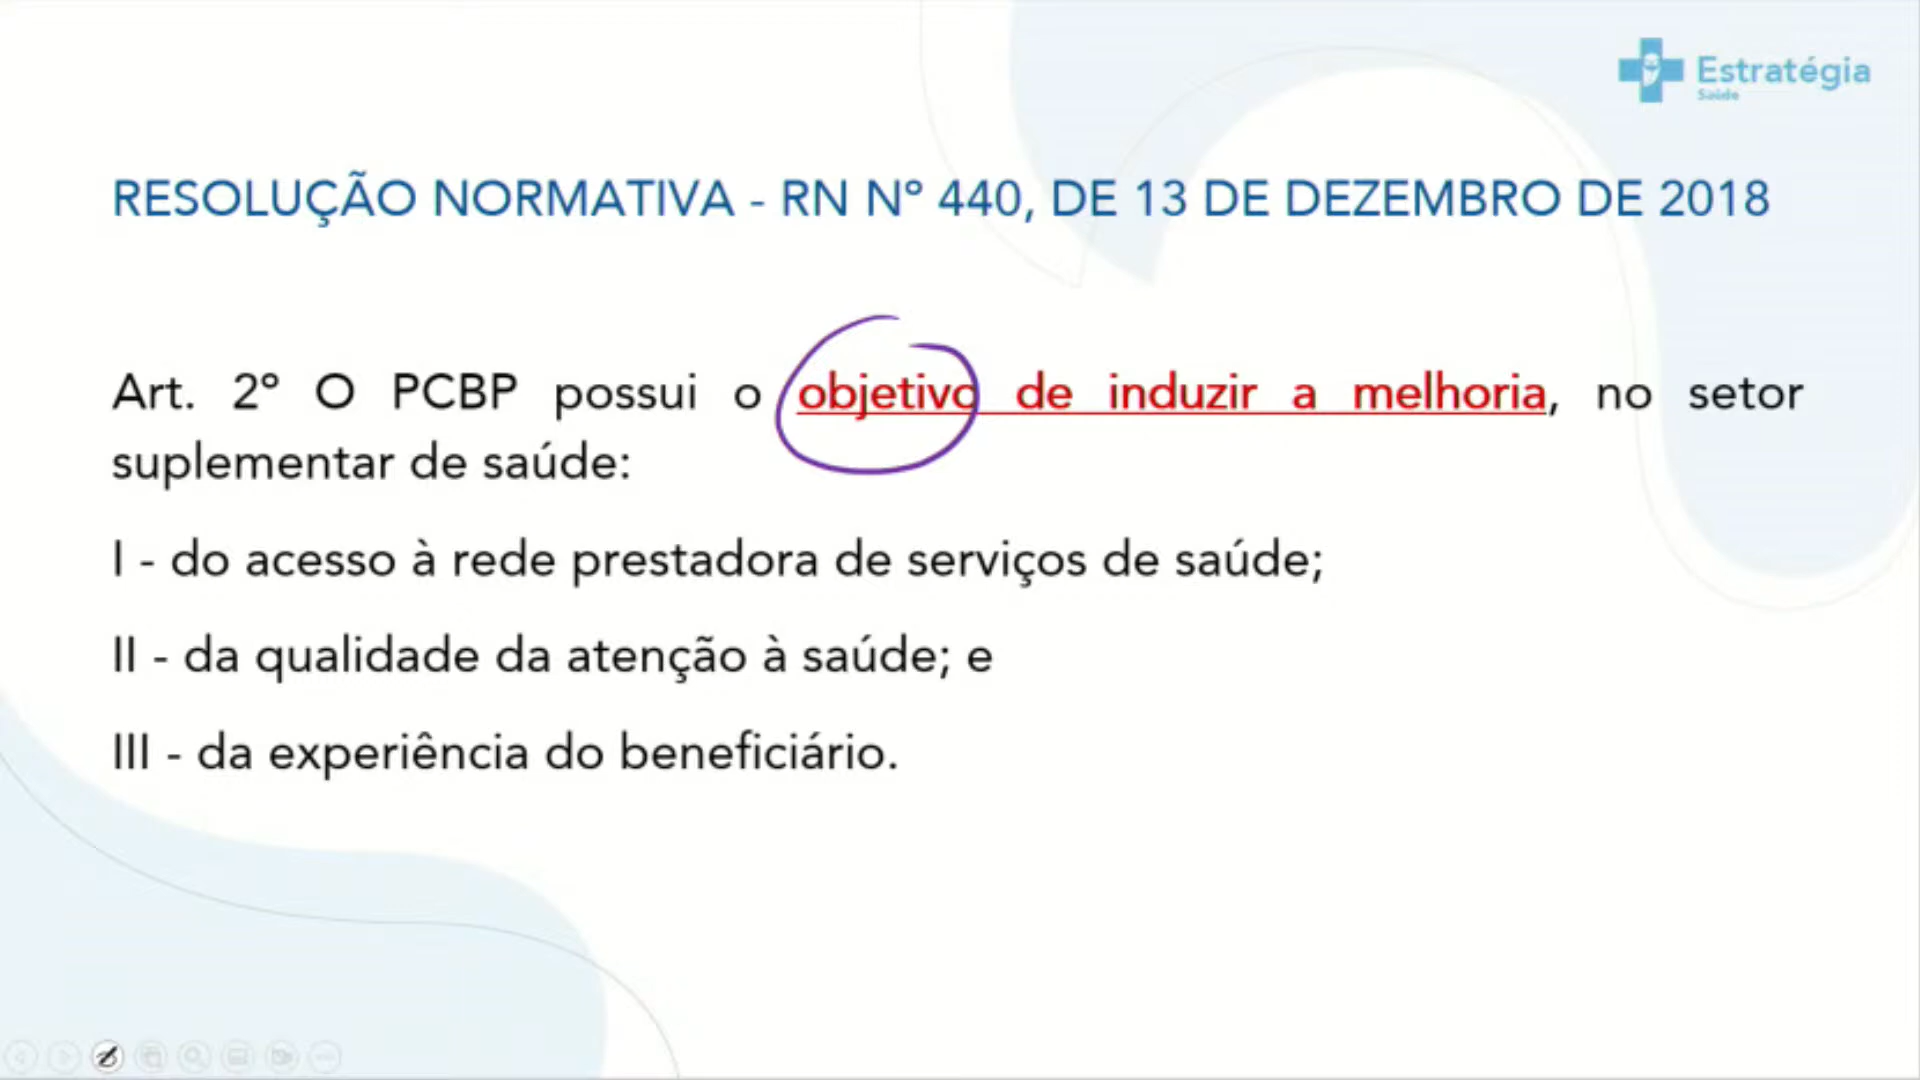 Estratégia
Saúde
RESOLUÇÃO NORMATIVA - RN Nº 440, DE 13 DE DEZEMBRO DE 2018
Art. 2º O PCBP possui o objetivo de induzir a melhoria, no setor
suplementar de saúde:
I - do acesso à rede prestadora de serviços de saúde;
II - da qualidade da atenção à saúde; e
III - da experiência do beneficiário.